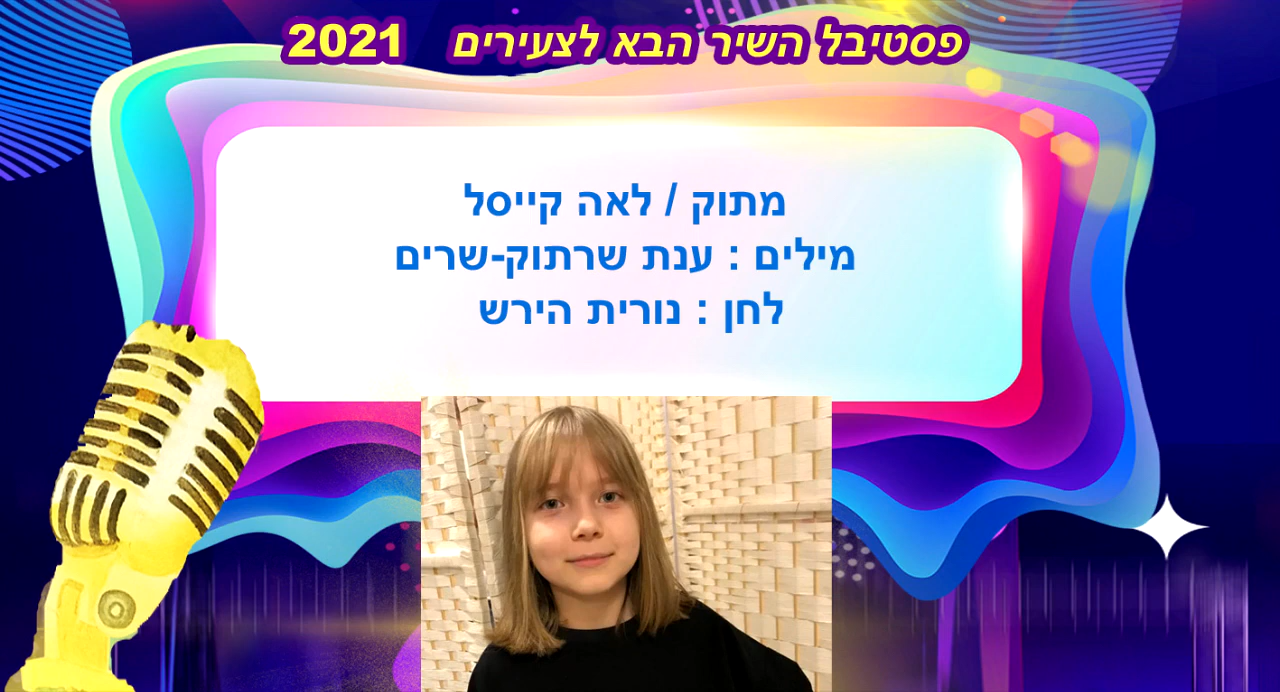 פסטיבל השיר הבא לצעירים 2021
מתוק / לאה קייסל
מילים : ענת שרתוק-שרים
לחן : נורית הירש